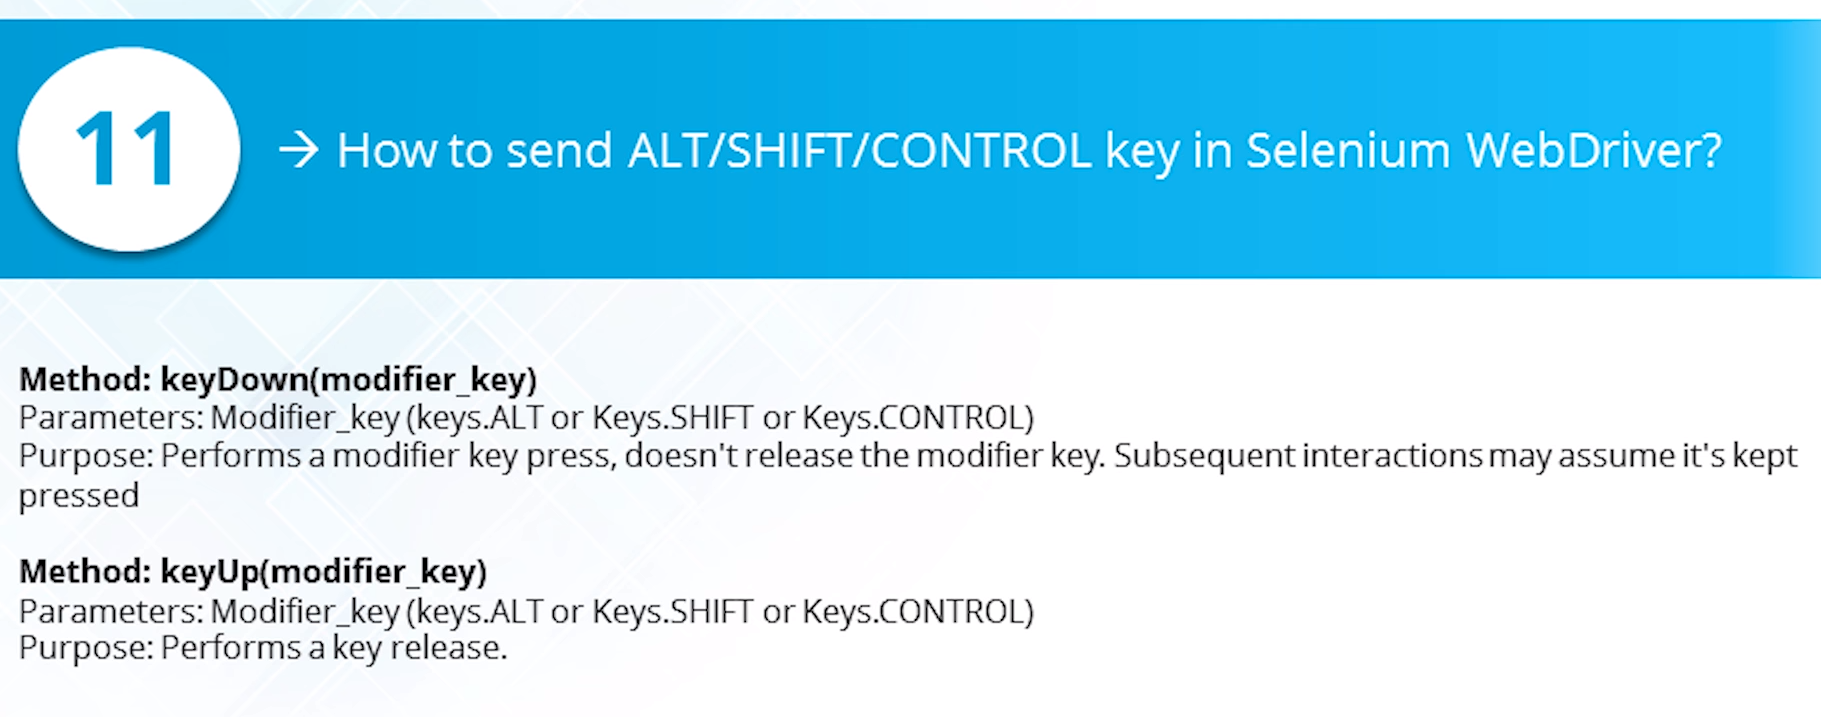 11
→ How to send ALT/SHIFT/CONTROL key in Selenium WebDriver?
Method: keyDown(modifier_key)
Parameters: Modifier_key (keys.ALT or Keys.SHIFT or Keys.CONTROL)
Purpose: Performs a modifier key press, doesn't release the modifier key. Subsequent interactions may assume it's kept
pressed
Method: keyUp(modifier_key)
Parameters: Modifier_key (keys.ALT or Keys.SHIFT or Keys.CONTROL)
Purpose: Performs a key release.